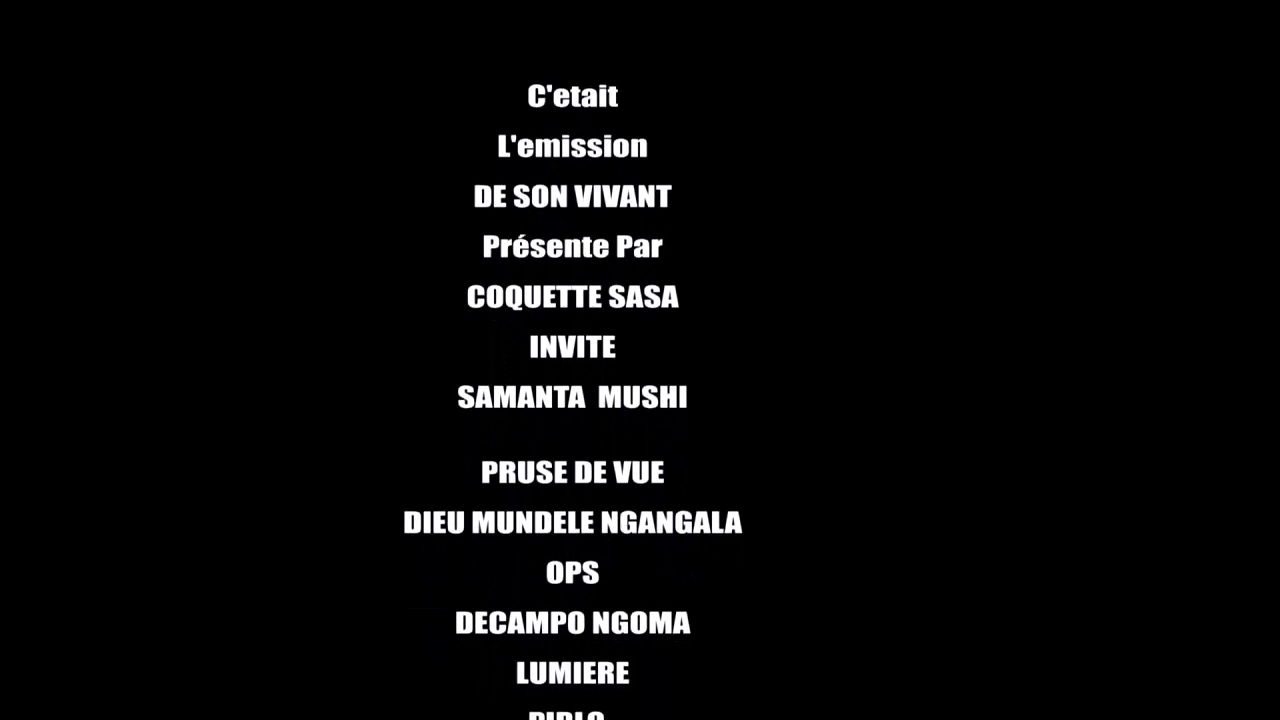 C'etait
L'emission
DE SON VIVANT
Présente Par
COQUETTE SASA
INVITE
SAMANTA MUSHI
PRUSE DE VUE
DIEU MUNDELE NGANGALA
OPS
DECAMPO NGOMA
LUMIERE